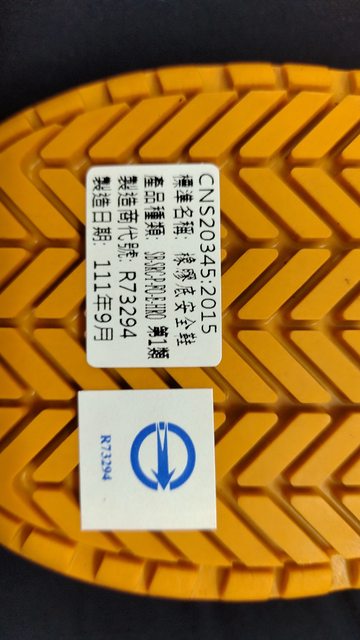 CNS20345:2015
標準名稱: 橡膠底安全鞋
產品種類: SB-SRC-P-FO-E-HRO 第1類
製造商代號: R73294
製造日期: 111年9月
R73294